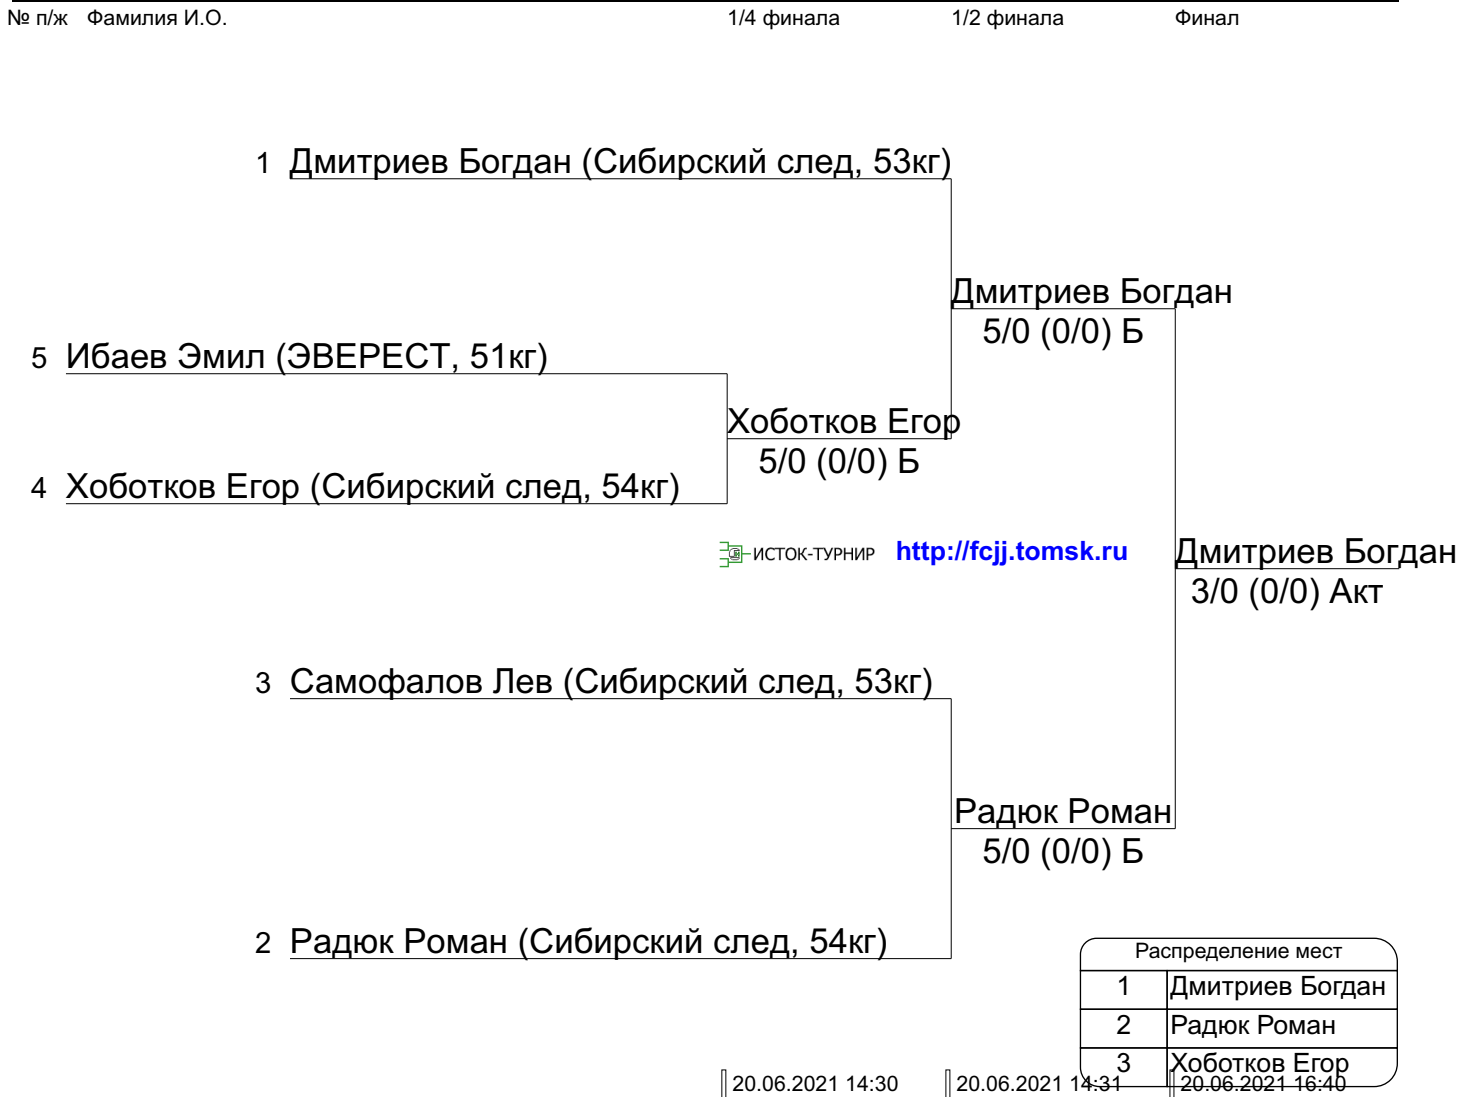 № п/ж Фамилия И.О. 1/4 финала 1/2 финала Финал
1 Дмитриев Богдан (Сибирский след, 53кг)
Дмитриев Богдан
5/0 (0/0) Б
5 Ибаев Эмил (ЭВЕРЕСТ, 51кг)
Хоботков Егор
5/0 (0/0) Б
4 Хоботков Егор (Сибирский след, 54кг)
ИСТОК-ТУРНИР http://fcjj.tomsk.ru
Дмитриев Богдан
3/0 (0/0) Акт
3 Самофалов Лев (Сибирский след, 53кг)
Радюк Роман
5/0 (0/0) Б
2 Радюк Роман (Сибирский след, 54кг)
Распределение мест
1 Дмитриев Богдан
2 Радюк Роман
3 Хоботков Егор
20.06.2021 14:30 20.06.2021 14:31 20.06.2021 16:40